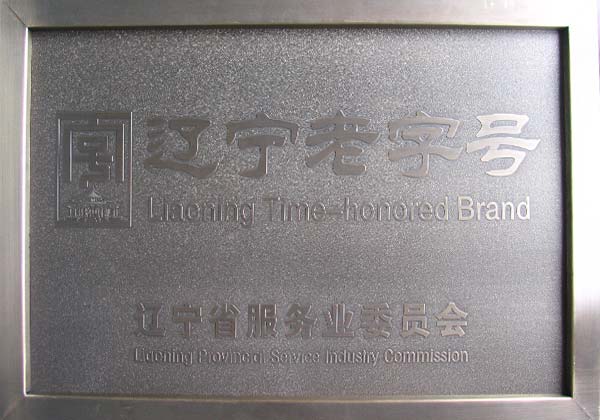 辽宁老字号
Liaoning Time-honored Brand
辽宁省服务业委员会
Liaoning Provincial Service Industry Commission